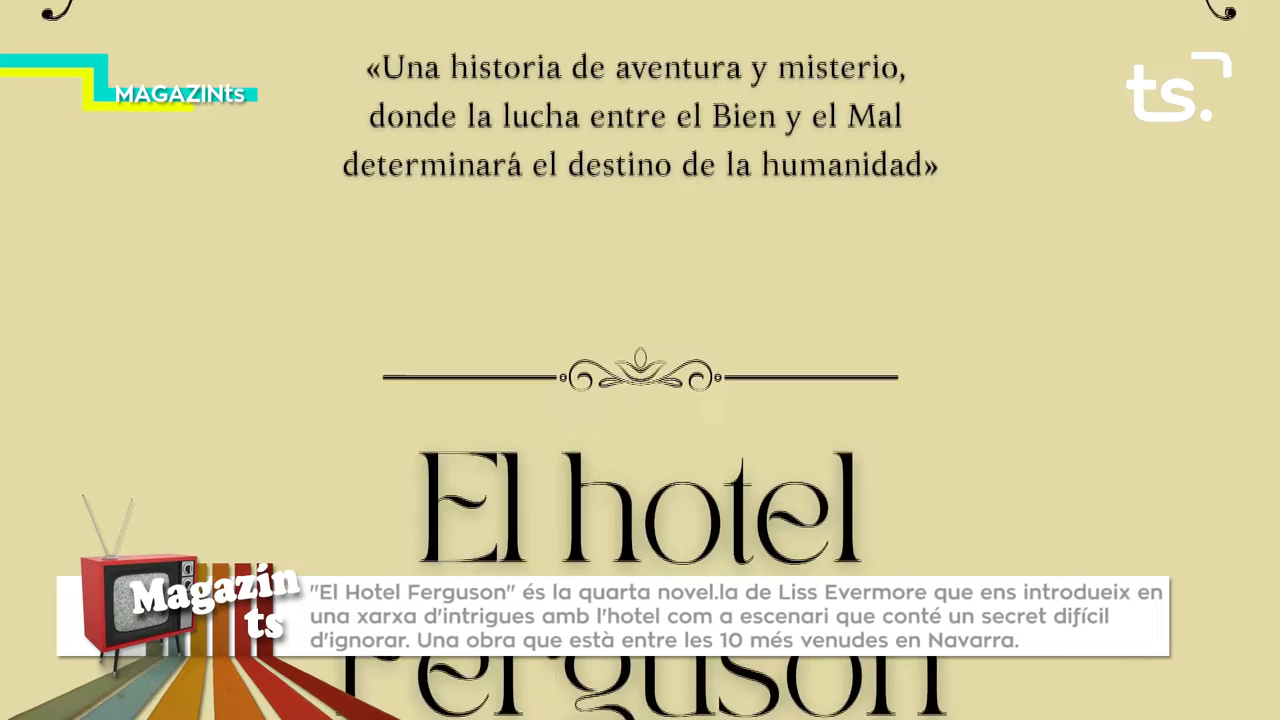 «Una historia de aventura y misterio,
donde la lucha entre el Bien y el Mal
determinará el destino de la humanidad»
MAGAZINts
ts.
El hotel
Ferguson
Magazín
ts
"El Hotel Ferguson" és la quarta novel.la de Liss Evermore que ens introdueix en
una xarxa d'intrigues amb l'hotel com a escenari que conté un secret difícil
d'ignorar. Una obra que està entre les 10 més venudes en Navarra.